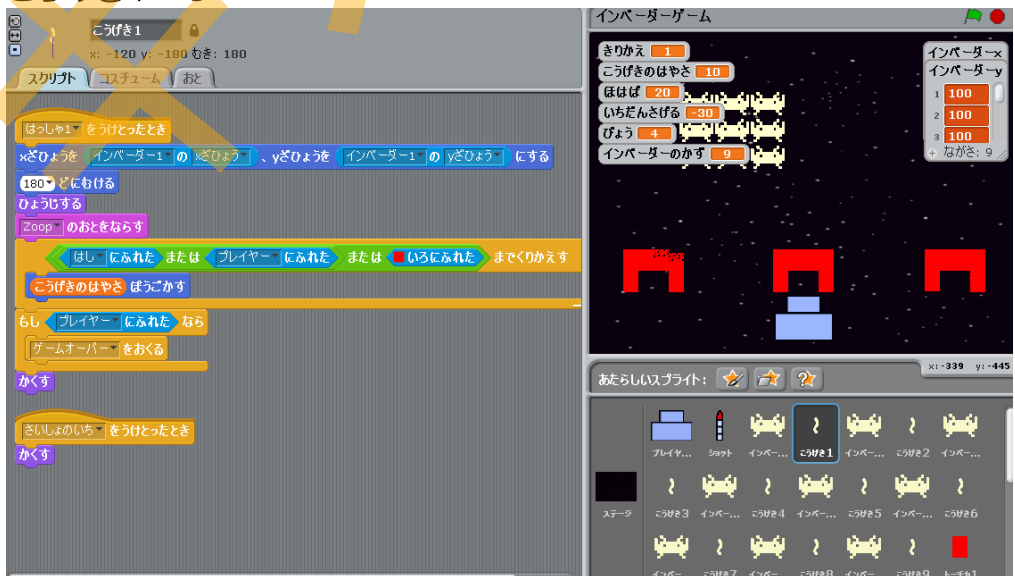 こうげき1
x: -120 y: -180 むき: 180
スクリプト コスチューム おと
はっしゃ1 をうけとったとき
xざひょうを インベーダー1 の xざひょう 、yざひょうを インベーダー1 の yざひょう にする
180 どにむける
ひょうじする
Zoop のおとをならす
はし にふれた または プレイヤー にふれた または いろにふれた までくりかえす
こうげきのはやさ ほうごかす
もし プレイヤー にふれた なら
ゲームオーバー をおくる
かくす
さいしょのいち をうけとったとき
かくす
インベーダーゲーム
きりかえ 1
こうげきのはやさ 10
ほはば 20
いちだんさげる -30
びょう 4
インベーダーのかず 9
インベーダーx
インベーダーy
1 100
2 100
3 100
+ ながさ: 9
x: -339 y: -445
あたらしいスプライト:
プレイヤ... ショット インベー... こうげき1 インベー... こうげき2 インベー...
ステージ こうげき3 インベー... こうげき4 インベー... こうげき5 インベー... こうげき6
インベー こうげき7 インベー こうげき8 インベー こうげき9 トーチカ1